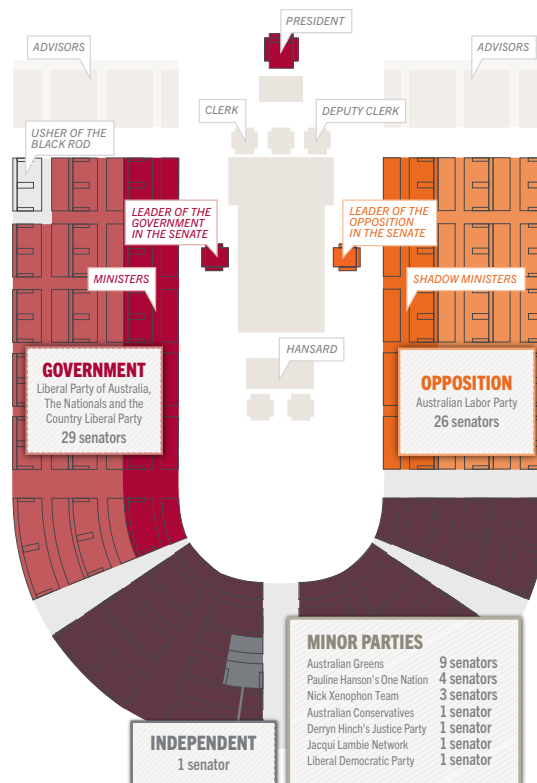 PRESIDENT
ADVISORS
ADVISORS
CLERK
DEPUTY CLERK
USHER OF THE
BLACK ROD
LEADER OF THE
GOVERNMENT
IN THE SENATE
LEADER OF THE
OPPOSITION
IN THE SENATE
MINISTERS
SHADOW MINISTERS
HANSARD
GOVERNMENT
Liberal Party of Australia,
The Nationals and the
Country Liberal Party
29 senators
OPPOSITION
Australian Labor Party
26 senators
MINOR PARTIES
Australian Greens 9 senators
Pauline Hanson's One Nation 4 senators
Nick Xenophon Team 3 senators
Australian Conservatives 1 senator
Derryn Hinch's Justice Party 1 senator
Jacqui Lambie Network 1 senator
Liberal Democratic Party 1 senator
INDEPENDENT
1 senator